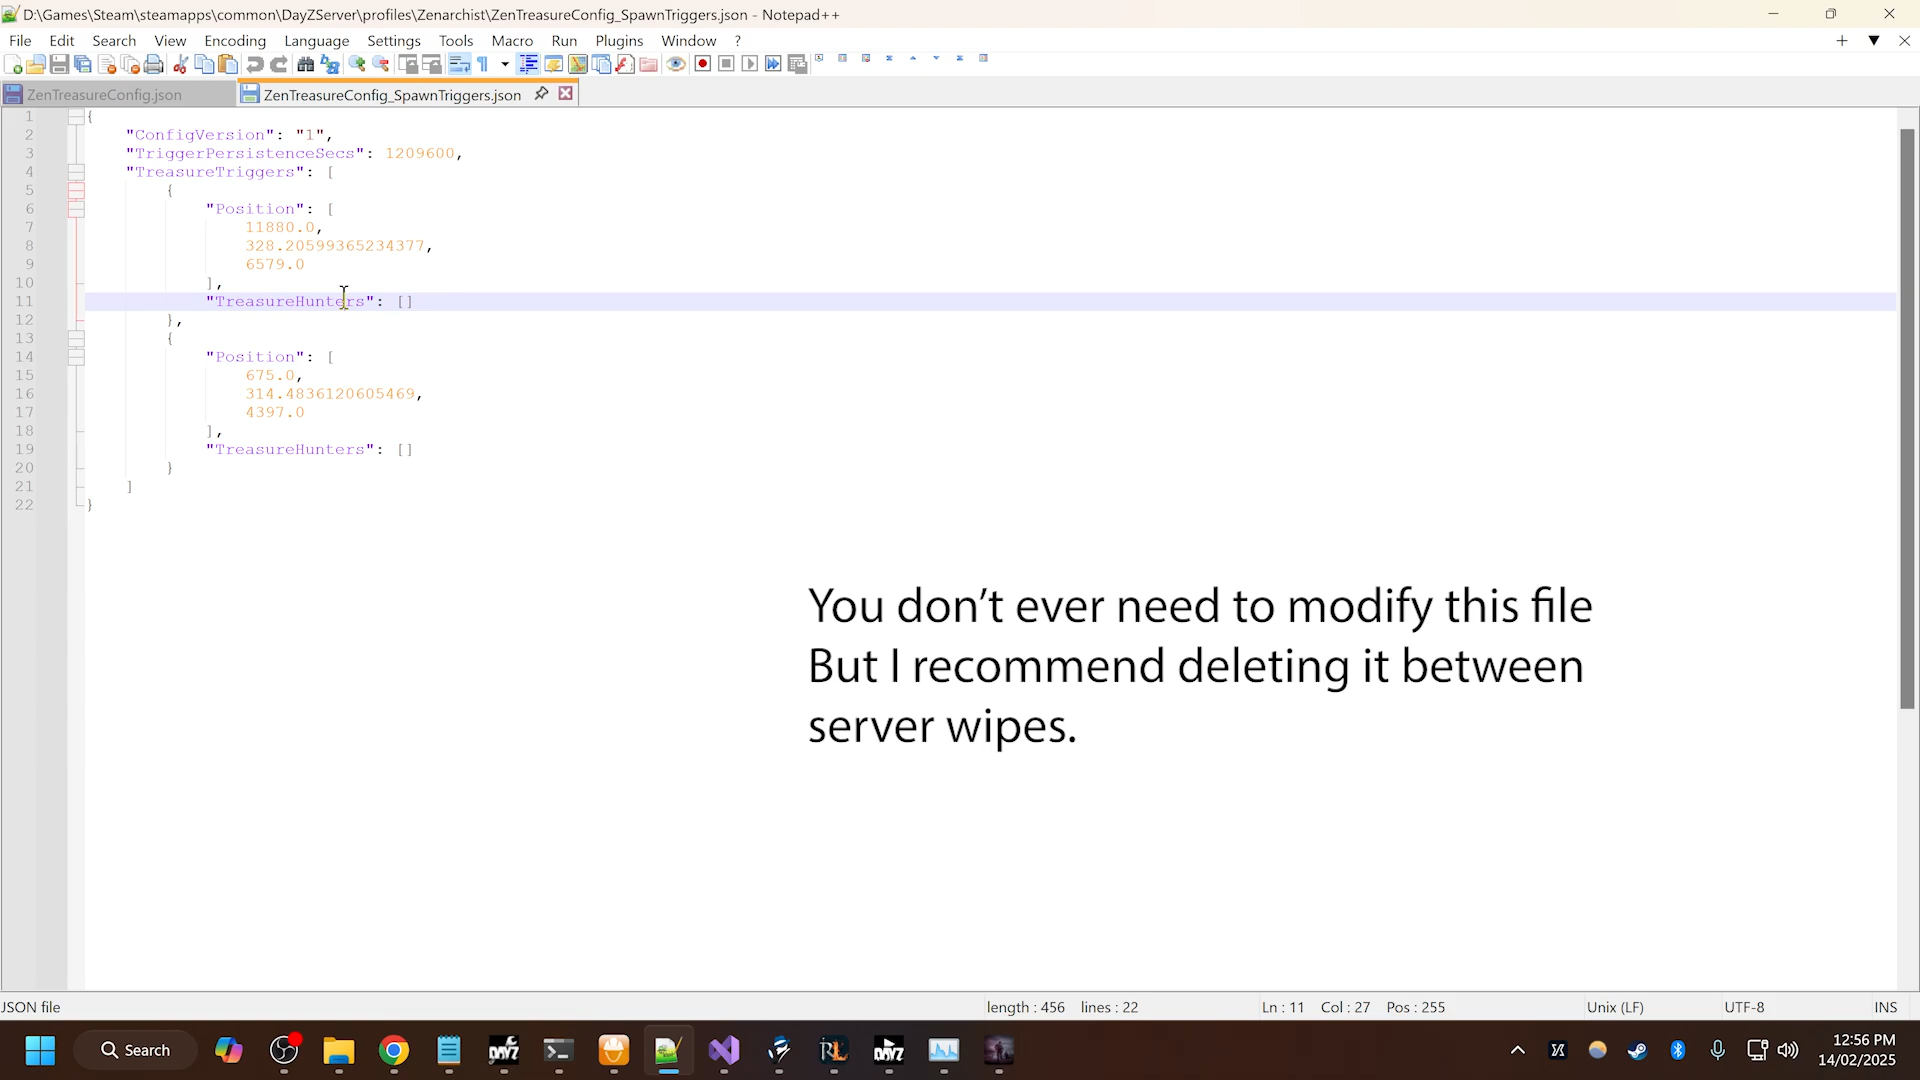 D:\Games\Steam\steamapps\common\DayZServer\profiles\Zenarchist\ZenTreasureConfig_SpawnTriggers.json - Notepad++
File Edit Search View Encoding Language Settings Tools Macro Run Plugins Window ?
ZenTreasureConfig.json ZenTreasureConfig_SpawnTriggers.json
1 {
2 "ConfigVersion": "1",
3 "TriggerPersistenceSecs": 1209600,
4 "TreasureTriggers": [
5 {
6 "Position": [
7 11880.0,
8 328.20599365234377,
9 6579.0
10 ],
11 "TreasureHunters": []
12 },
13 {
14 "Position": [
15 675.0,
16 314.4836120605469,
17 4397.0
18 ],
19 "TreasureHunters": []
20 }
21 ]
22 }
You don’t ever need to modify this file
But I recommend deleting it between
server wipes.
JSON file length : 456 lines : 22 Ln : 11 Col : 27 Pos : 255 Unix (LF) UTF-8 INS
Search DAYZ RL DAYZ 12:56 PM
14/02/2025